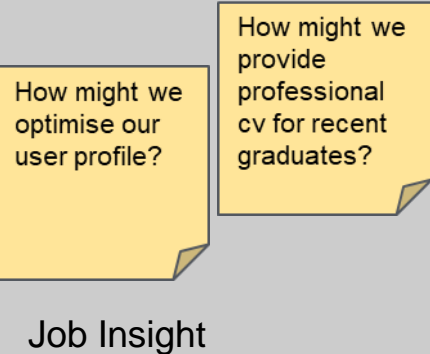 How might we
optimise our
user profile?
How might we
provide
professional
cv for recent
graduates?
Job Insight